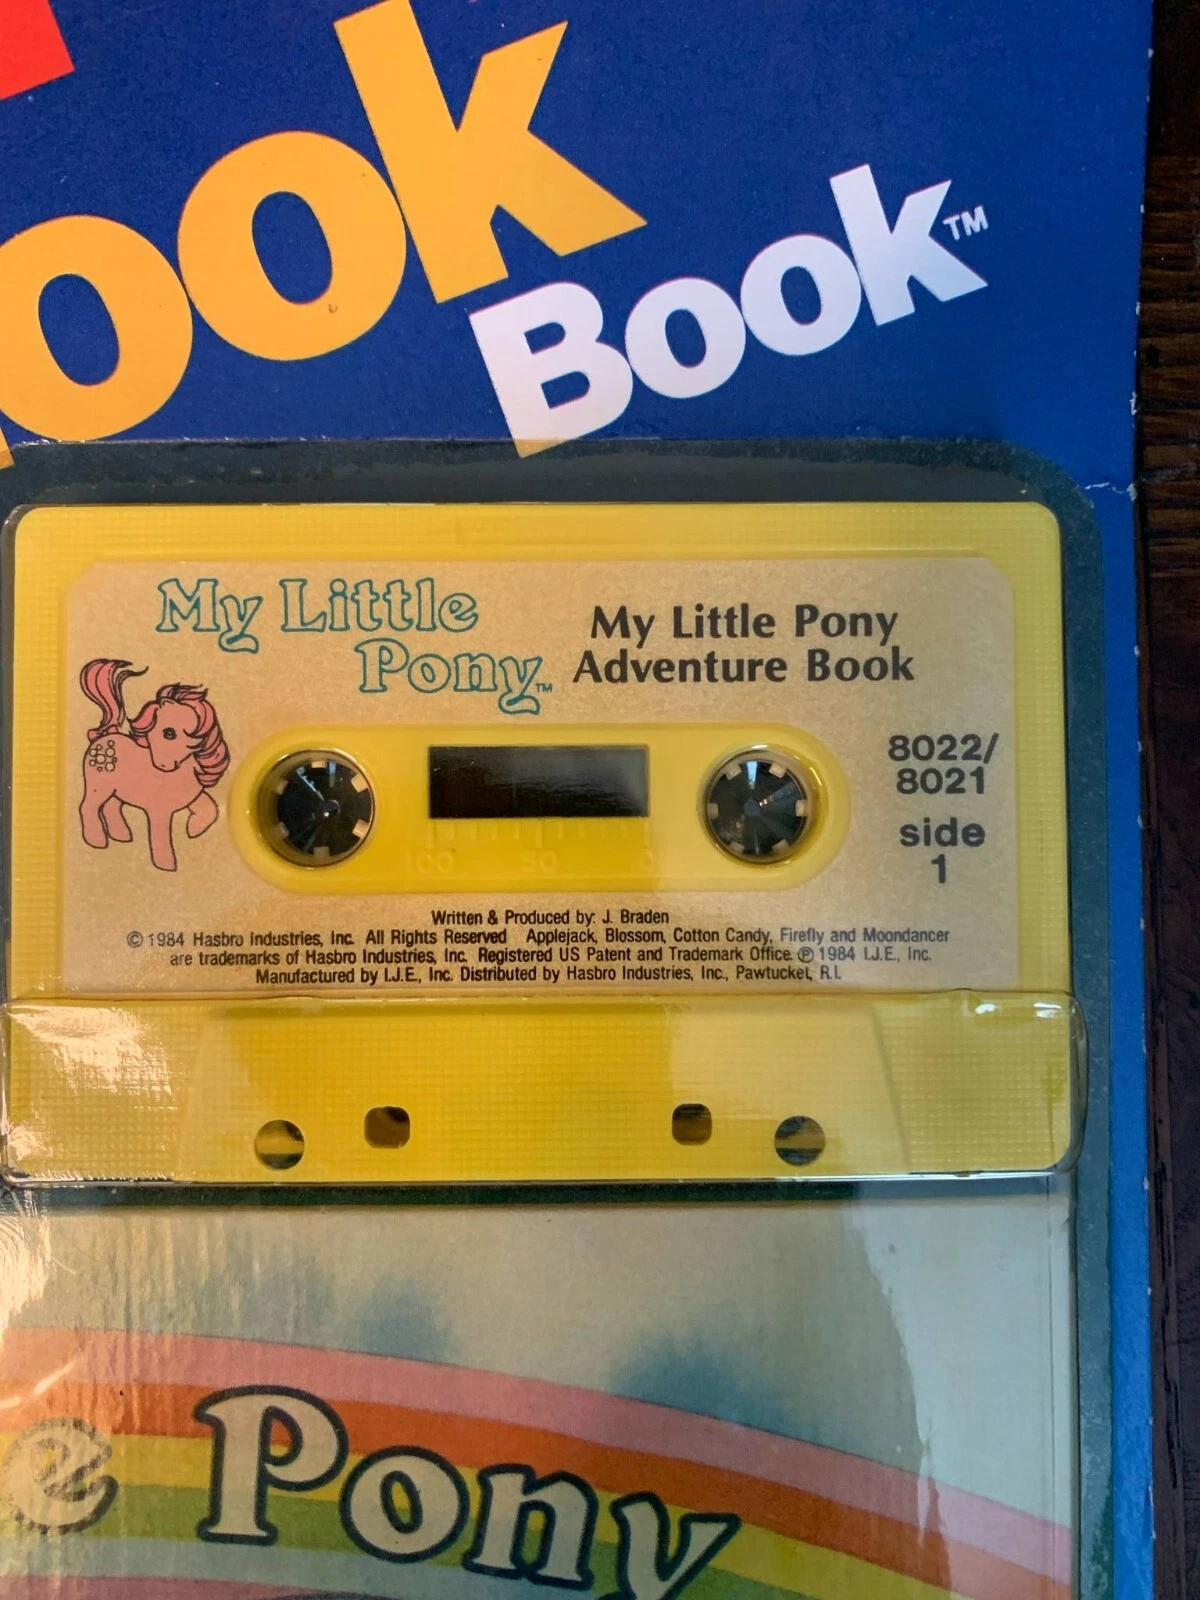 ook
Book™
My Little
Pony™
My Little Pony
Adventure Book
8022/
8021
side
1
100 50 0
Written & Produced by: J. Braden
© 1984 Hasbro Industries, Inc. All Rights Reserved Applejack, Blossom, Cotton Candy, Firefly and Moondancer
are trademarks of Hasbro Industries, Inc. Registered US Patent and Trademark Office. ℗ 1984 I.J.E., Inc.
Manufactured by I.J.E., Inc. Distributed by Hasbro Industries, Inc., Pawtucket, R.I.
e Pony